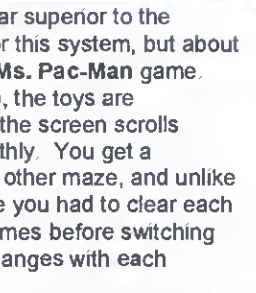 ar superior to the
r this system, but about
Ms. Pac-Man game.
, the toys are
the screen scrolls
thly. You get a
other maze, and unlike
e you had to clear each
mes before switching
anges with each